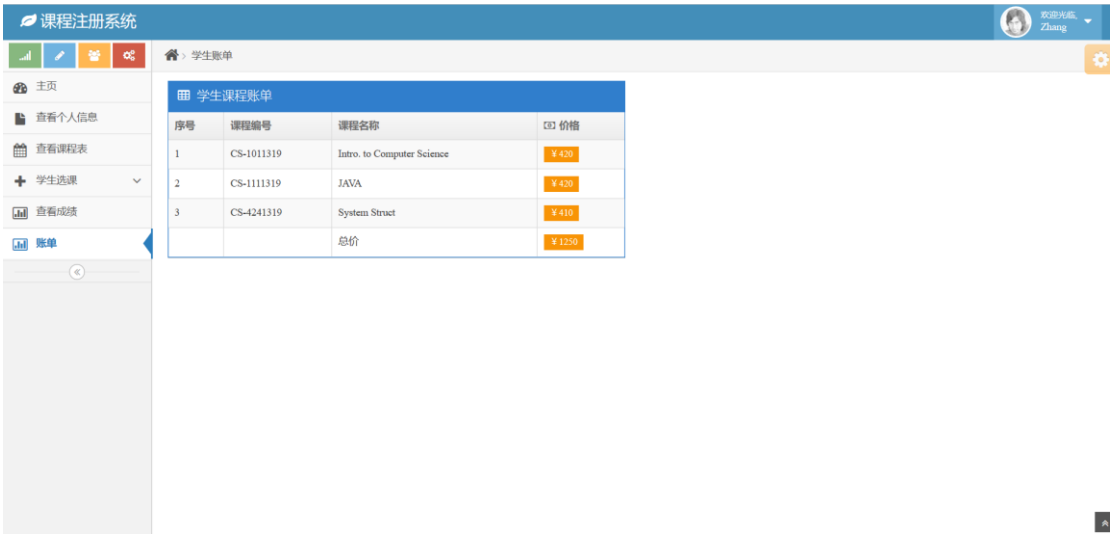 课程注册系统
欢迎光临,
Zhang
学生账单
主页
查看个人信息
查看课程表
学生选课
查看成绩
账单
学生课程账单
序号 课程编号 课程名称 价格
1 CS-1011319 Intro. to Computer Science ¥420
2 CS-1111319 JAVA ¥420
3 CS-4241319 System Struct ¥410
总价 ¥1250